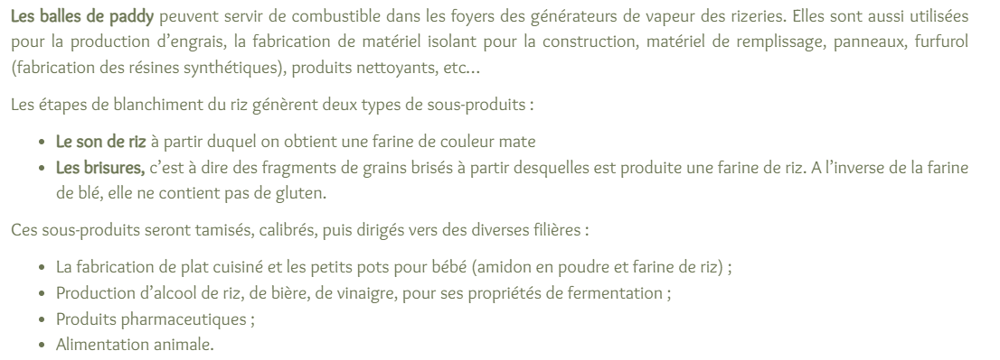 Les balles de paddy peuvent servir de combustible dans les foyers des générateurs de vapeur des rizeries. Elles sont aussi utilisées
pour la production d’engrais, la fabrication de matériel isolant pour la construction, matériel de remplissage, panneaux, furfurol
(fabrication des résines synthétiques), produits nettoyants, etc…
Les étapes de blanchiment du riz génèrent deux types de sous-produits :
• Le son de riz à partir duquel on obtient une farine de couleur mate
• Les brisures, c’est à dire des fragments de grains brisés à partir desquelles est produite une farine de riz. A l’inverse de la farine
de blé, elle ne contient pas de gluten.
Ces sous-produits seront tamisés, calibrés, puis dirigés vers des diverses filières :
• La fabrication de plat cuisiné et les petits pots pour bébé (amidon en poudre et farine de riz) ;
• Production d’alcool de riz, de bière, de vinaigre, pour ses propriétés de fermentation ;
• Produits pharmaceutiques ;
• Alimentation animale.